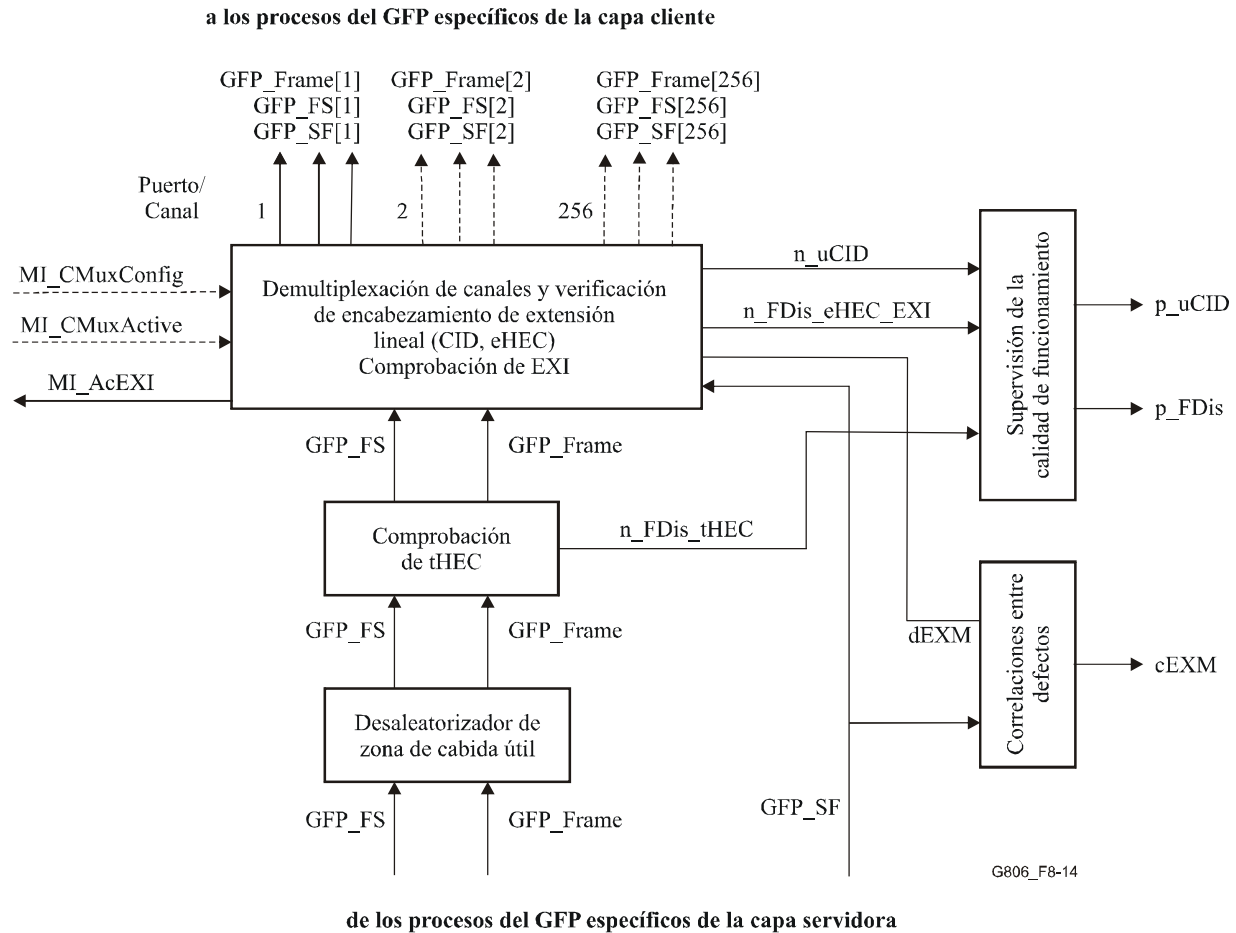 a los procesos del GFP específicos de la capa cliente
GFP_Frame[1]
GFP_FS[1]
GFP_SF[1]
GFP_Frame[2]
GFP_FS[2]
GFP_SF[2]
GFP_Frame[256]
GFP_FS[256]
GFP_SF[256]
Puerto/
Canal
1
2
256
MI_CMuxConfig
MI_CMuxActive
MI_AcEXI
Demultiplexación de canales y verificación
de encabezamiento de extensión
lineal (CID, eHEC)
Comprobación de EXI
n_uCID
n_FDis_eHEC_EXI
Supervisión de la
calidad de funcionamiento
p_uCID
p_FDis
GFP_FS
GFP_Frame
Comprobación
de tHEC
n_FDis_tHEC
GFP_FS
GFP_Frame
dEXM
Correlaciones entre
defectos
cEXM
Desaleatorizador de
zona de cabida útil
GFP_FS
GFP_Frame
GFP_SF
G806_F8-14
de los procesos del GFP específicos de la capa servidora